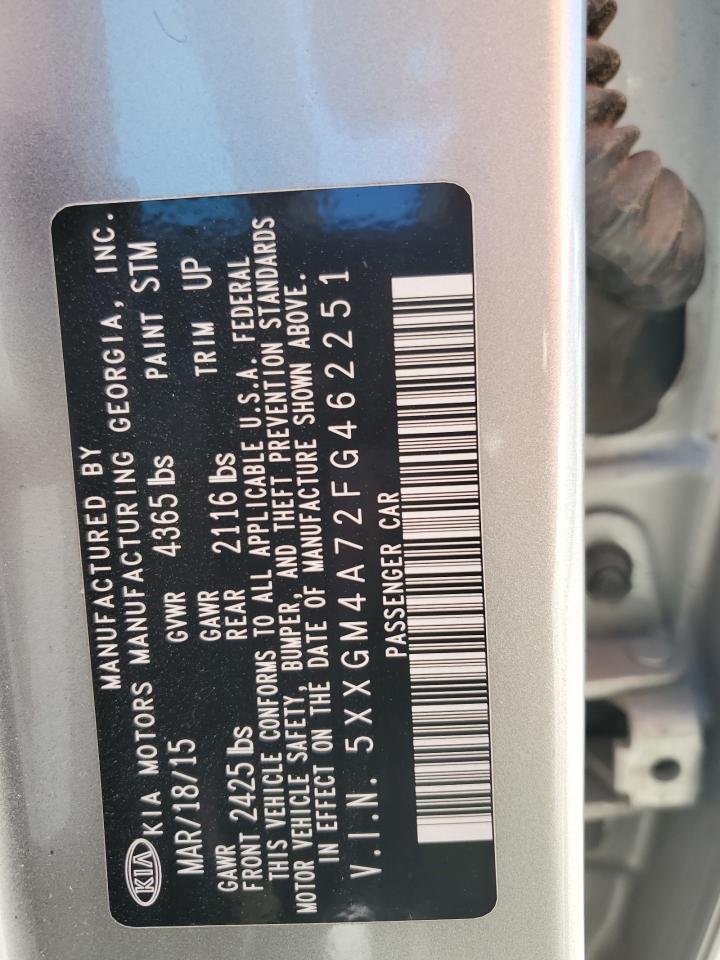 MANUFACTURED BY
KIA KIA MOTORS MANUFACTURING GEORGIA, INC.
MAR/18/15 GVWR 4365 lbs PAINT STM
GAWR FRONT 2425 lbs GAWR REAR 2116 lbs TRIM UP
THIS VEHICLE CONFORMS TO ALL APPLICABLE U.S.A. FEDERAL
MOTOR VEHICLE SAFETY, BUMPER, AND THEFT PREVENTION STANDARDS
IN EFFECT ON THE DATE OF MANUFACTURE SHOWN ABOVE.
V.I.N. 5XXGM4A72FG462251
PASSENGER CAR